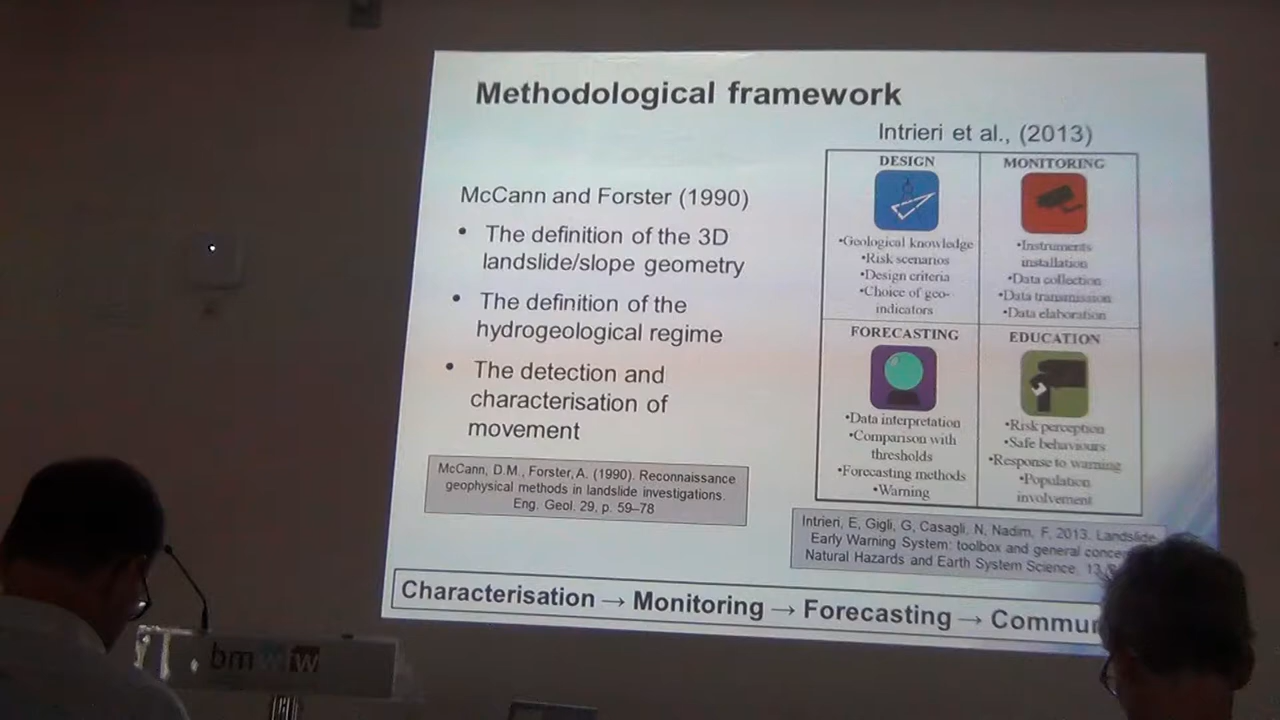 Methodological framework
Intrieri et al., (2013)
McCann and Forster (1990)
• The definition of the 3D
landslide/slope geometry
• The definition of the
hydrogeological regime
• The detection and
characterisation of
movement
McCann, D.M., Forster, A. (1990). Reconnaissance
geophysical methods in landslide investigations.
Eng. Geol. 29, p. 59–78
DESIGN
•Geological knowledge
•Risk scenarios
•Design criteria
•Choice of geo-
indicators
MONITORING
•Instruments
installation
•Data collection
•Data transmission
•Data elaboration
FORECASTING
•Data interpretation
•Comparison with
thresholds
•Forecasting methods
•Warning
EDUCATION
•Risk perception
•Safe behaviours
•Response to warning
•Population
involvement
Intrieri, E, Gigli, G, Casagli, N, Nadim, F, 2013. Landslide
Early Warning System: toolbox and general conce
Natural Hazards and Earth System Science, 13,
Characterisation → Monitoring → Forecasting → Commun
bmwfw